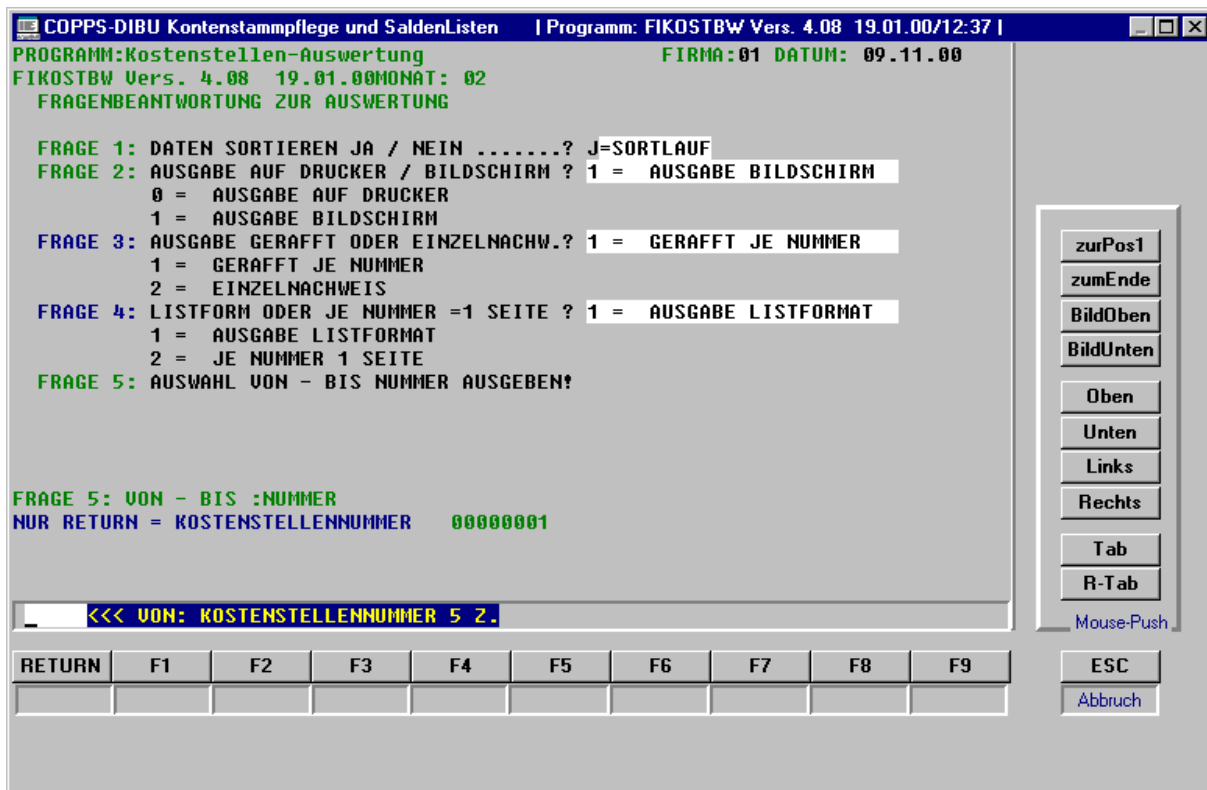 COPPS-DIBU Kontenstammpflege und SaldenListen | Programm: FIKOSTBW Vers. 4.08 19.01.00/12:37 |
PROGRAMM:Kostenstellen-Auswertung FIRMA:01 DATUM: 09.11.00
FIKOSTBW Vers. 4.08 19.01.00MONAT: 02
FRAGENBEANTWORTUNG ZUR AUSWERTUNG
FRAGE 1: DATEN SORTIEREN JA / NEIN .......? J=SORTLAUF
FRAGE 2: AUSGABE AUF DRUCKER / BILDSCHIRM ? 1 = AUSGABE BILDSCHIRM
0 = AUSGABE AUF DRUCKER
1 = AUSGABE BILDSCHIRM
FRAGE 3: AUSGABE GERAFFT ODER EINZELNACHW.? 1 = GERAFFT JE NUMMER
1 = GERAFFT JE NUMMER
2 = EINZELNACHWEIS
FRAGE 4: LISTFORM ODER JE NUMMER =1 SEITE ? 1 = AUSGABE LISTFORMAT
1 = AUSGABE LISTFORMAT
2 = JE NUMMER 1 SEITE
FRAGE 5: AUSWAHL VON - BIS NUMMER AUSGEBEN!
FRAGE 5: VON - BIS :NUMMER
NUR RETURN = KOSTENSTELLENNUMMER 00000001
_ <<< VON: KOSTENSTELLENNUMMER 5 Z.
RETURN F1 F2 F3 F4 F5 F6 F7 F8 F9
zurPos1
zumEnde
BildOben
BildUnten
Oben
Unten
Links
Rechts
Tab
R-Tab
Mouse-Push
ESC
Abbruch